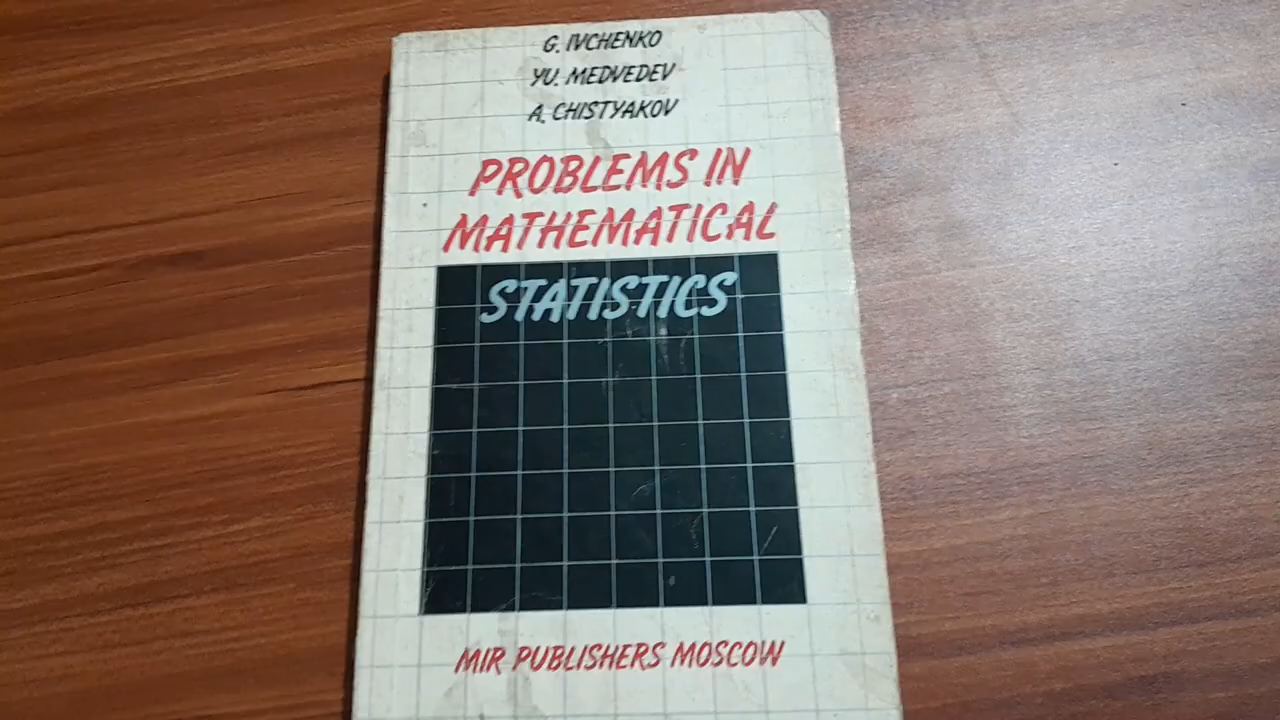 G. IVCHENKO
YU. MEDVEDEV
A. CHISTYAKOV
PROBLEMS IN
MATHEMATICAL
STATISTICS
MIR PUBLISHERS MOSCOW